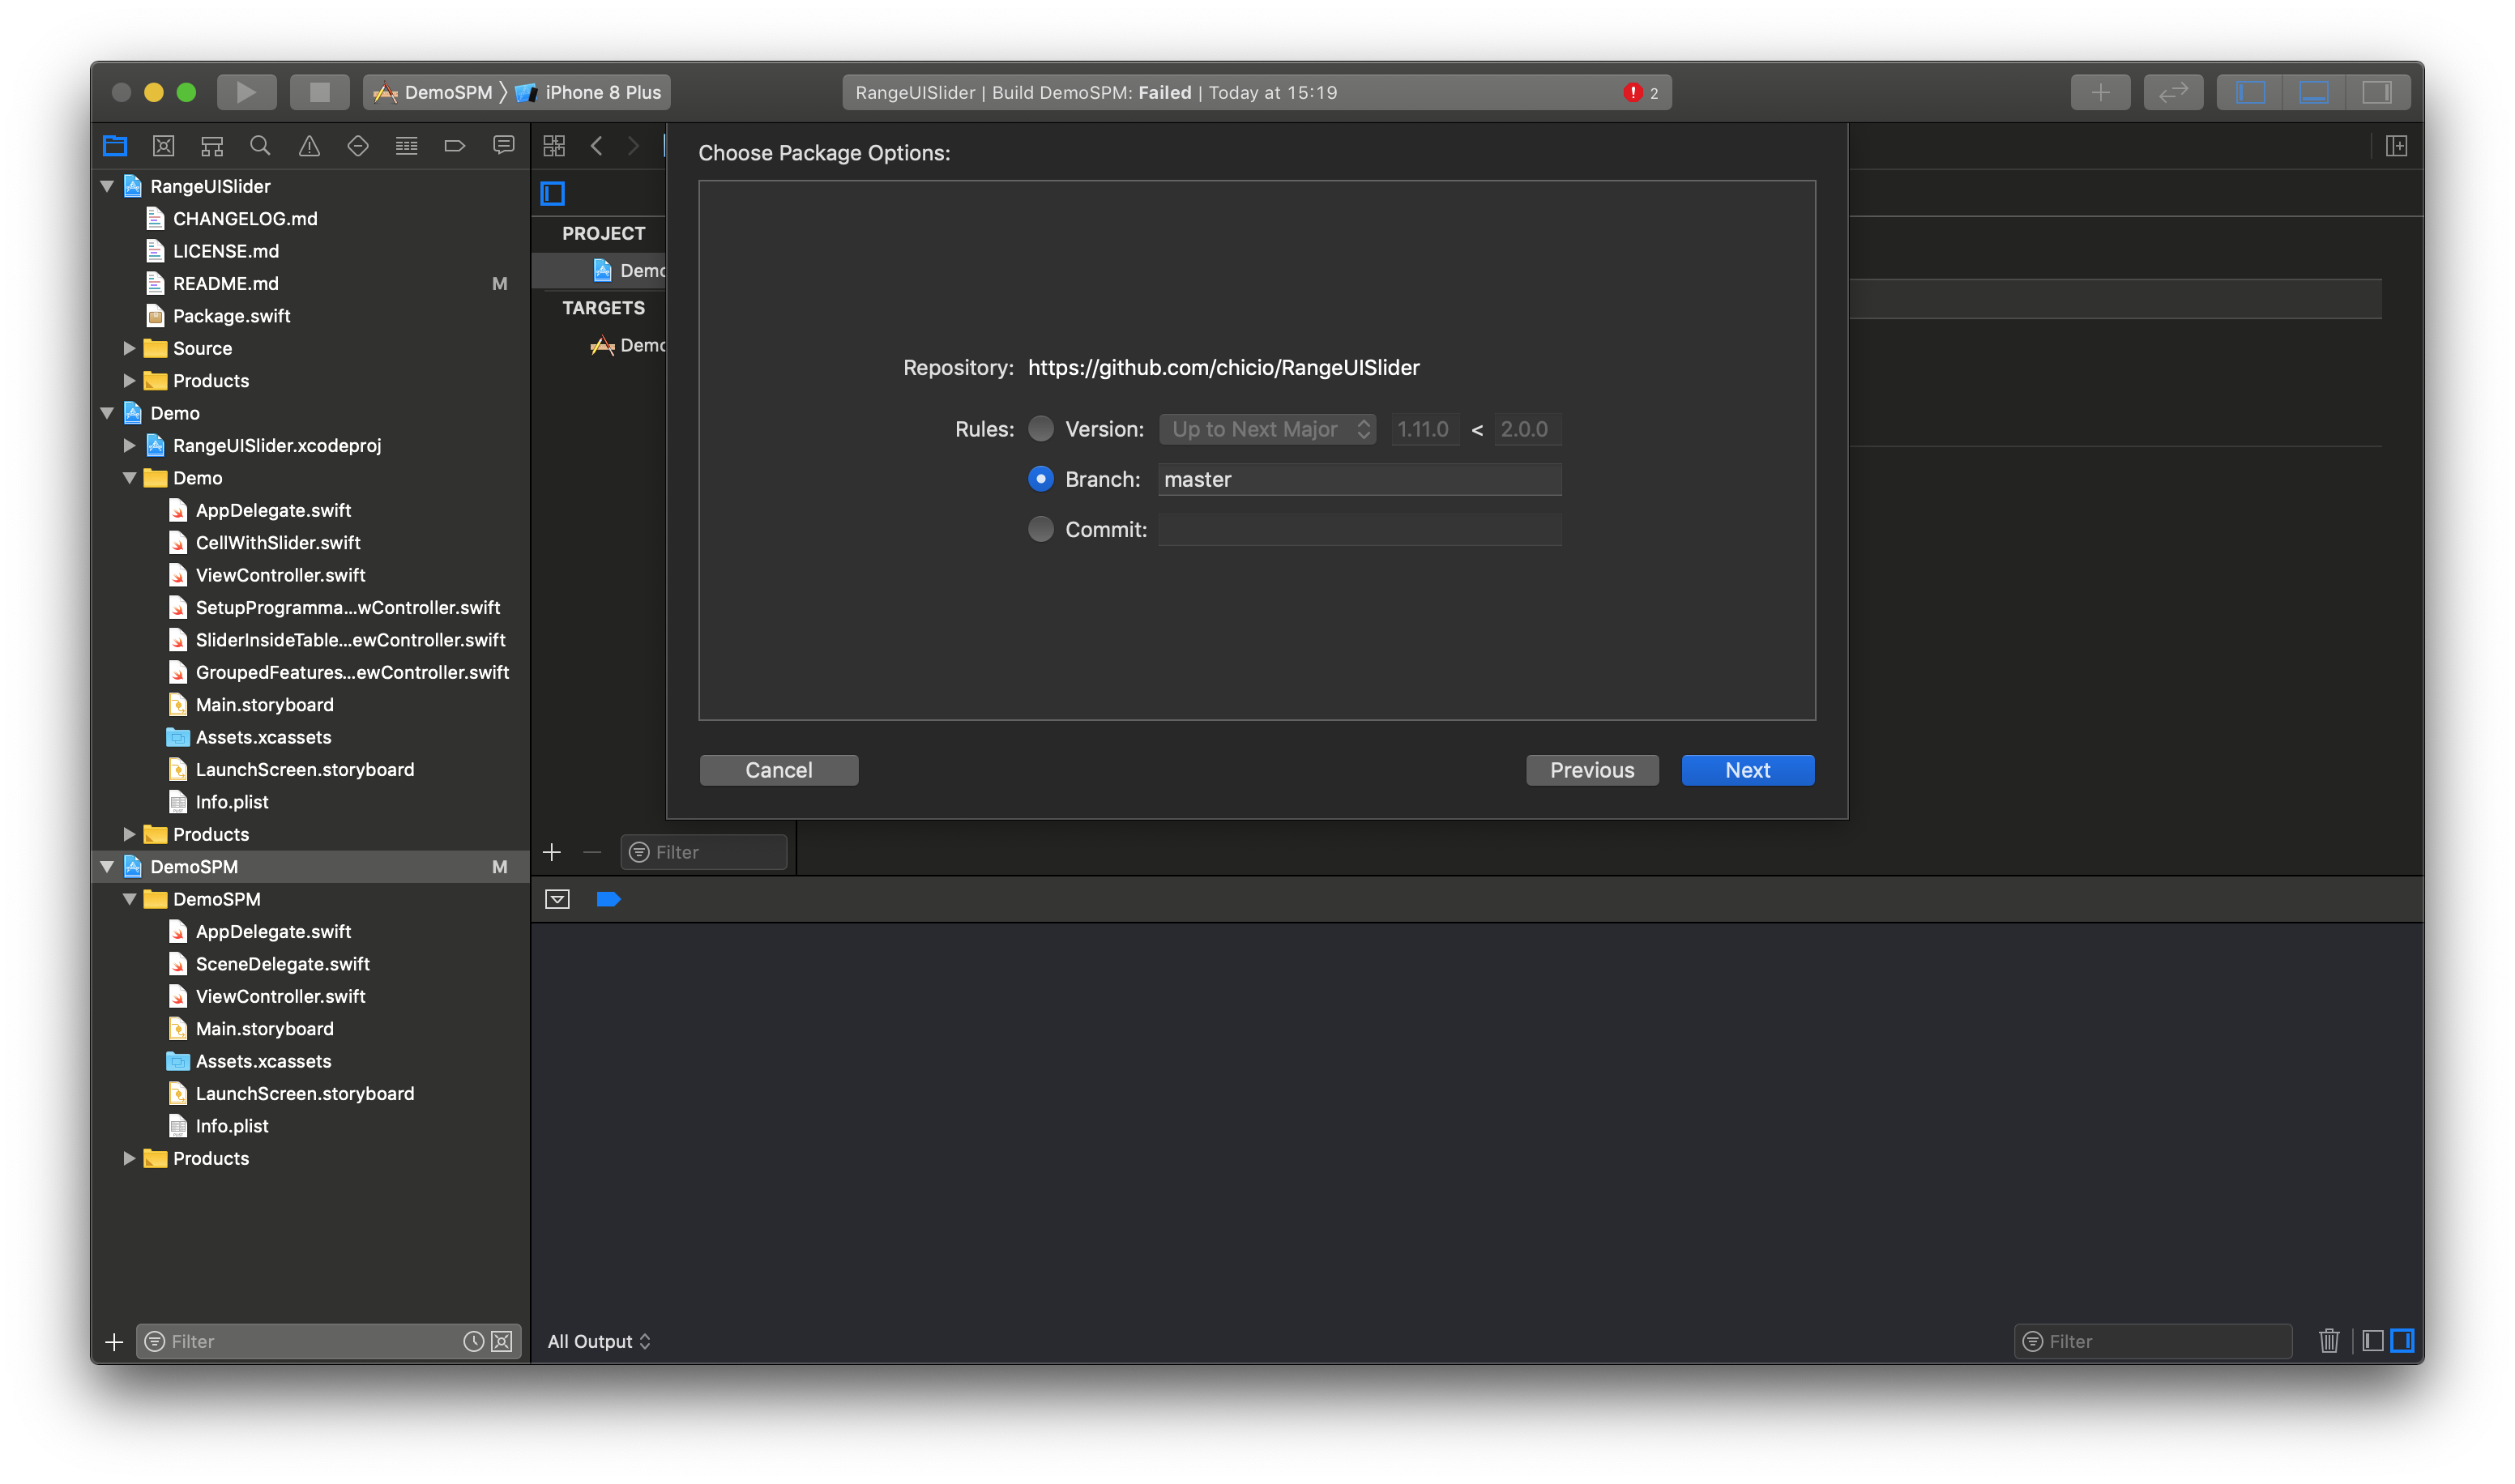 DemoSPM iPhone 8 Plus
RangeUISlider | Build DemoSPM: Failed | Today at 15:19
2
RangeUISlider
CHANGELOG.md
LICENSE.md
README.md M
Package.swift
Source
Products
Demo
RangeUISlider.xcodeproj
Demo
AppDelegate.swift
CellWithSlider.swift
ViewController.swift
SetupProgramma...wController.swift
SliderInsideTable...ewController.swift
GroupedFeatures...ewController.swift
Main.storyboard
Assets.xcassets
LaunchScreen.storyboard
Info.plist
Products
DemoSPM M
DemoSPM
AppDelegate.swift
SceneDelegate.swift
ViewController.swift
Main.storyboard
Assets.xcassets
LaunchScreen.storyboard
Info.plist
Products
Filter
PROJECT
Demo
TARGETS
Demo
Filter
Choose Package Options:
Repository: https://github.com/chicio/RangeUISlider
Rules: Version: Up to Next Major 1.11.0 < 2.0.0
Branch: master
Commit:
Cancel
Previous
Next
All Output
Filter